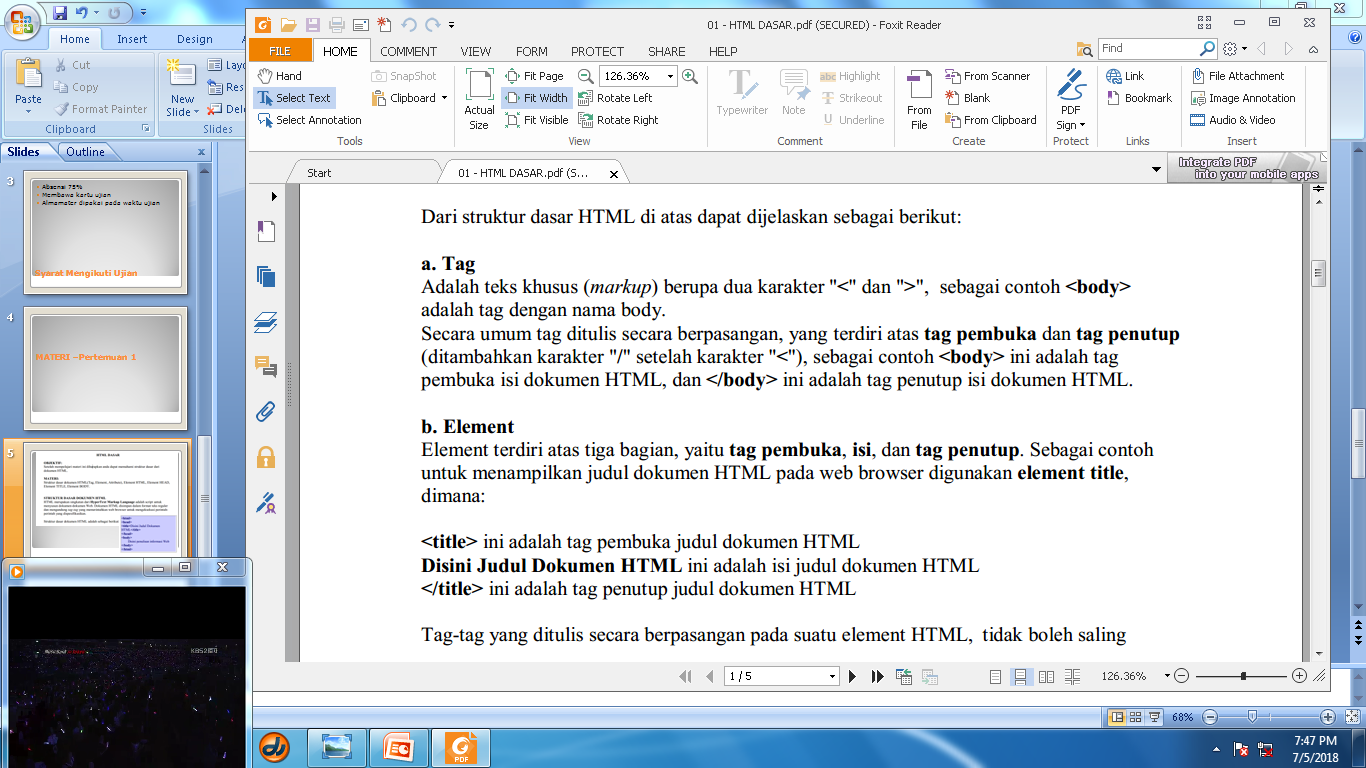 01 - HTML DASAR.pdf (SECURED) - Foxit Reader
Home Insert Design
Paste
Cut
Copy
Format Painter
Clipboard
New Slide
Slides
FILE HOME COMMENT VIEW FORM PROTECT SHARE HELP
Find
Hand
Select Text
Select Annotation
SnapShot
Clipboard
Tools
Actual Size
Fit Page
Fit Width
Fit Visible
126.36%
Rotate Left
Rotate Right
View
Typewriter
Note
Highlight
Strikeout
Underline
Comment
From File
From Scanner
Blank
From Clipboard
Create
PDF Sign
Protect
Link
Bookmark
Links
File Attachment
Image Annotation
Audio & Video
Insert
Slides Outline
Start
01 - HTML DASAR.pdf (S...
Integrate PDF
into your mobile apps
3
Absensi 75%
Membawa kartu ujian
Almamater dipakai pada waktu ujian
Syarat Mengikuti Ujian
4
MATERI –Pertemuan 1
5
HTML DASAR
Dari struktur dasar HTML di atas dapat dijelaskan sebagai berikut:
a. Tag
Adalah teks khusus (markup) berupa dua karakter "<" dan ">", sebagai contoh <body>
adalah tag dengan nama body.
Secara umum tag ditulis secara berpasangan, yang terdiri atas tag pembuka dan tag penutup
(ditambahkan karakter "/" setelah karakter "<"), sebagai contoh <body> ini adalah tag
pembuka isi dokumen HTML, dan </body> ini adalah tag penutup isi dokumen HTML.
b. Element
Element terdiri atas tiga bagian, yaitu tag pembuka, isi, dan tag penutup. Sebagai contoh
untuk menampilkan judul dokumen HTML pada web browser digunakan element title,
dimana:
<title> ini adalah tag pembuka judul dokumen HTML
Disini Judul Dokumen HTML ini adalah isi judul dokumen HTML
</title> ini adalah tag penutup judul dokumen HTML
Tag-tag yang ditulis secara berpasangan pada suatu element HTML, tidak boleh saling
1 / 5
126.36%
68%
PDF
7:47 PM
7/5/2018